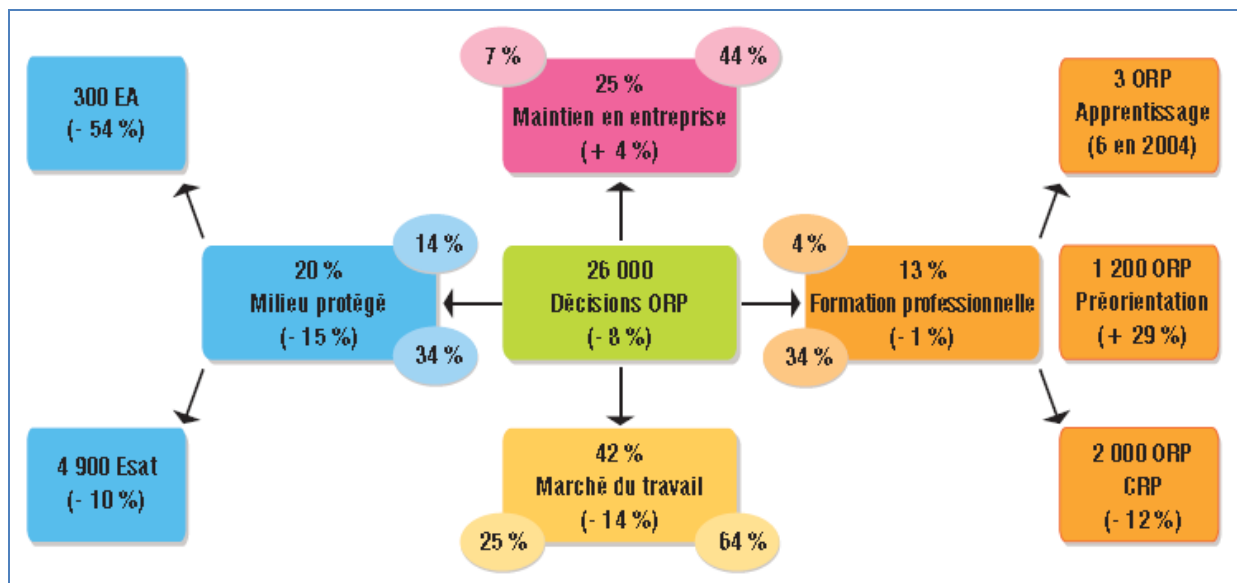 7 %
44 %
25 %
Maintien en entreprise
(+ 4 %)
300 EA
(- 54 %)
3 ORP
Apprentissage
(6 en 2004)
14 %
20 %
Milieu protégé
(- 15 %)
34 %
26 000
Décisions ORP
(- 8 %)
4 %
13 %
Formation professionnelle
(- 1 %)
34 %
1 200 ORP
Préorientation
(+ 29 %)
4 900 Esat
(- 10 %)
42 %
Marché du travail
(- 14 %)
25 %
64 %
2 000 ORP
CRP
(- 12 %)